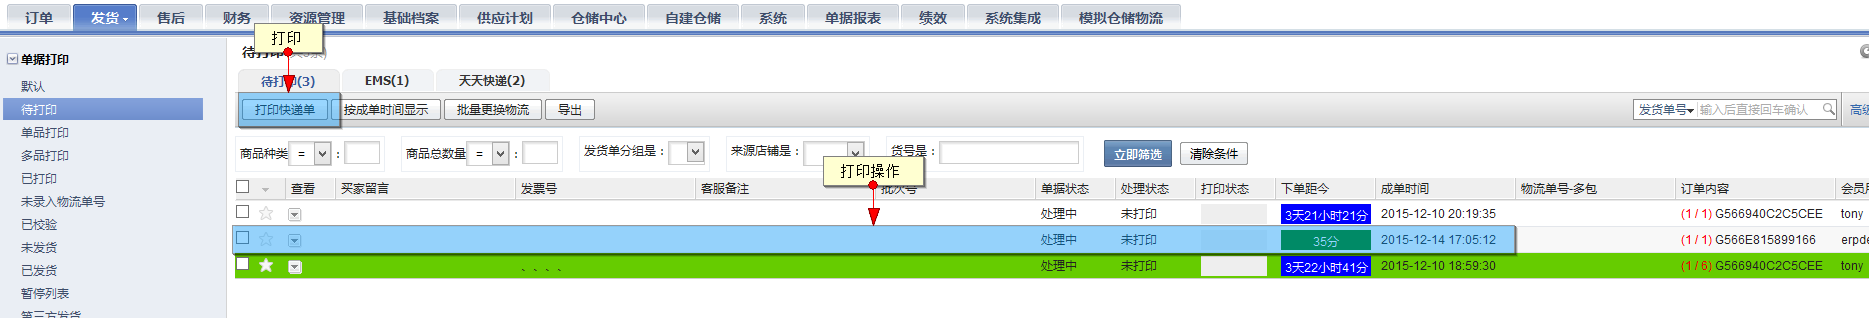 订单 发货 售后 财务 资源管理 基础档案 供应计划 仓储中心 自建仓储 系统 单据报表 绩效 系统集成 模拟仓储物流
打印
单据打印
默认
待打印
单品打印
多品打印
已打印
未录入物流单号
已校验
未发货
已发货
暂停列表
第三方发货
待打印
待打印(3) EMS(1) 天天快递(2)
打印快递单 按成单时间显示 批量更换物流 导出 发货单号 输入后直接回车确认 高级
商品种类 = : 商品总数量 = : 发货单分组是: 来源店铺是: 货号是: 立即筛选 清除条件
打印操作
查看 买家留言 发票号 客服备注 批次号 单据状态 处理状态 打印状态 下单距今 成单时间 物流单号-多包 订单内容 会员
处理中 未打印 3天21小时21分 2015-12-10 20:19:35 (1 / 1) G566940C2C5CEE tony
处理中 未打印 35分 2015-12-14 17:05:12 (1 / 1) G566E815899166 erpde
、、、、 处理中 未打印 3天22小时41分 2015-12-10 18:59:30 (1 / 6) G566940C2C5CEE tony